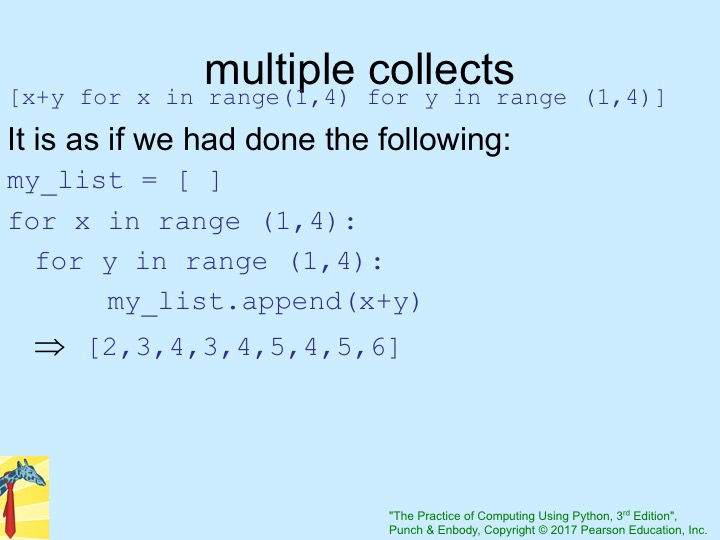 multiple collects
[x+y for x in range(1,4) for y in range (1,4)]
It is as if we had done the following:
my_list = [ ]
for x in range (1,4):
for y in range (1,4):
my_list.append(x+y)
⇒ [2,3,4,3,4,5,4,5,6]
"The Practice of Computing Using Python, 3rd Edition",
Punch & Enbody, Copyright © 2017 Pearson Education, Inc.